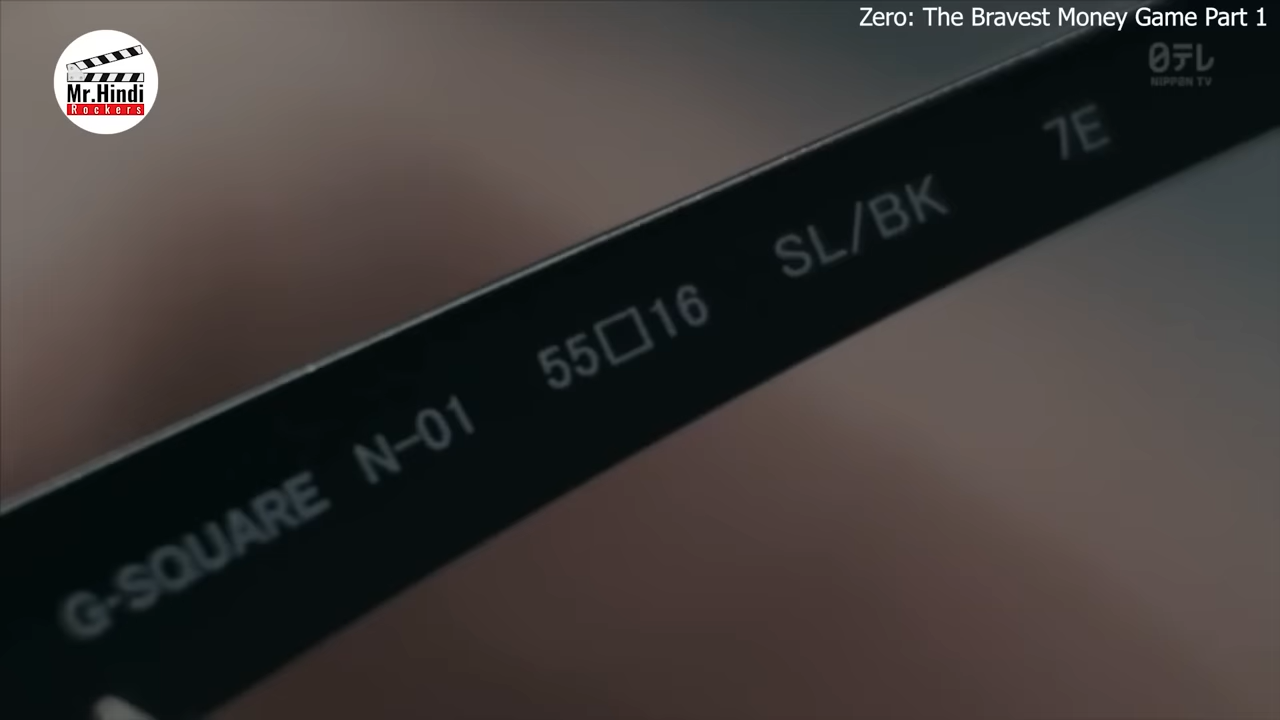 Zero: The Bravest Money Game Part 1
Mr.Hindi
Rockers
日テレ
NIPPON TV
G-SQUARE N-01 55□16 SL/BK 7E